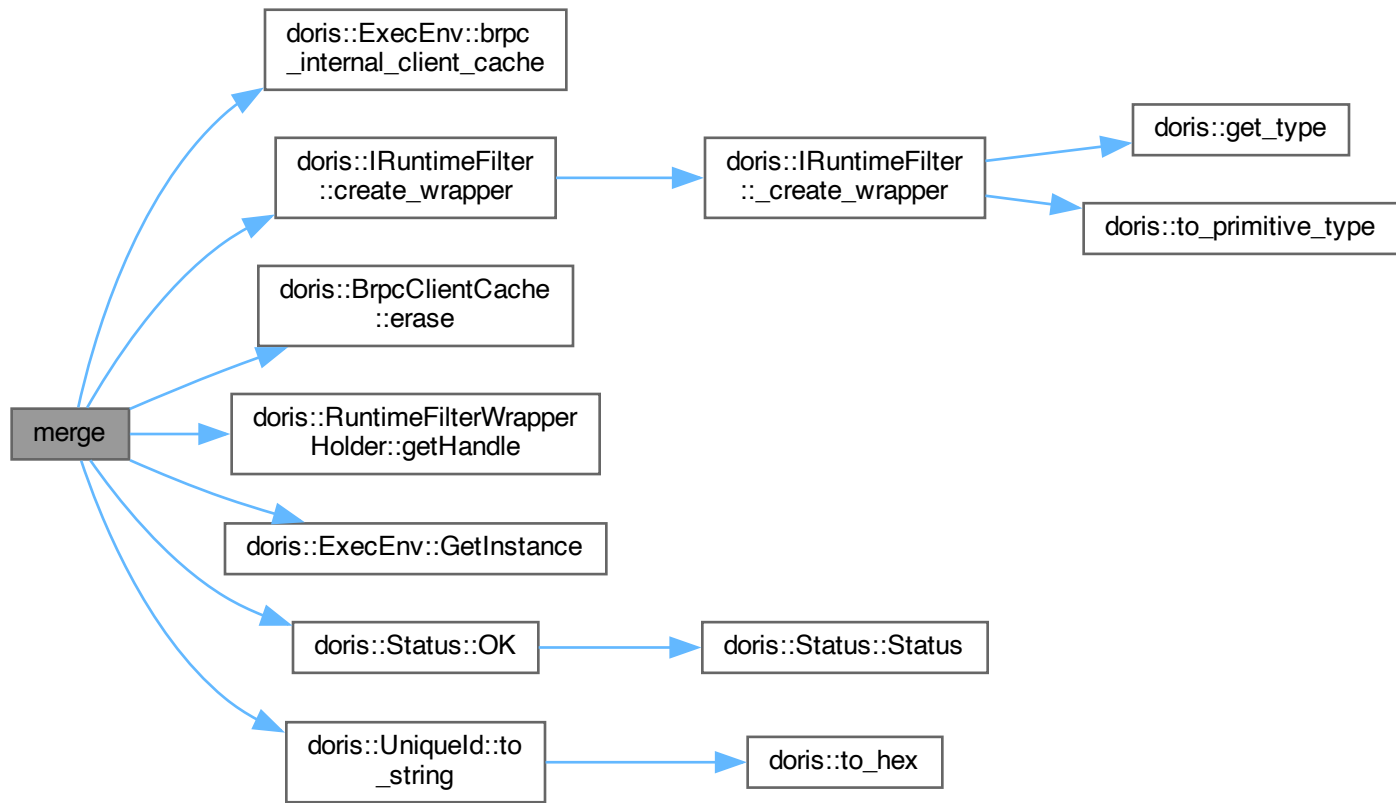 doris::ExecEnv::brpc
_internal_client_cache
doris::IRuntimeFilter
::create_wrapper
doris::IRuntimeFilter
::_create_wrapper
doris::get_type
doris::to_primitive_type
doris::BrpcClientCache
::erase
merge
doris::RuntimeFilterWrapper
Holder::getHandle
doris::ExecEnv::GetInstance
doris::Status::OK
doris::Status::Status
doris::UniqueId::to
_string
doris::to_hex